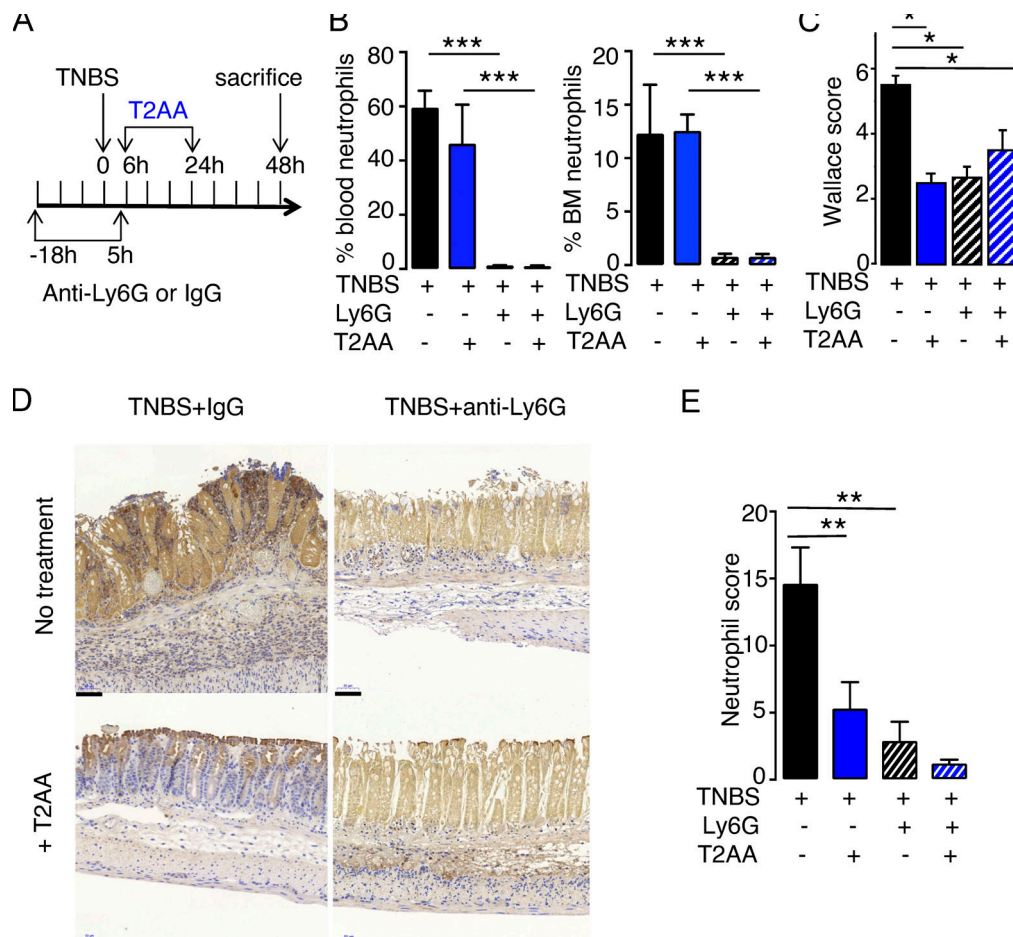 A
TNBS
sacrifice
T2AA
0 6h 24h 48h
-18h 5h
Anti-Ly6G or IgG
B
% blood neutrophils
80
60
40
20
0
***
***
TNBS + + + +
Ly6G - - + +
T2AA - + - +
% BM neutrophils
20
15
10
5
0
***
***
TNBS + + + +
Ly6G - - + +
T2AA - + - +
C
Wallace score
6
4
2
0
*
*
*
TNBS + + + +
Ly6G - - + +
T2AA - + - +
D
TNBS+IgG TNBS+anti-Ly6G
No treatment
+ T2AA
E
Neutrophil score
20
15
10
5
0
**
**
TNBS + + + +
Ly6G - - + +
T2AA - + - +